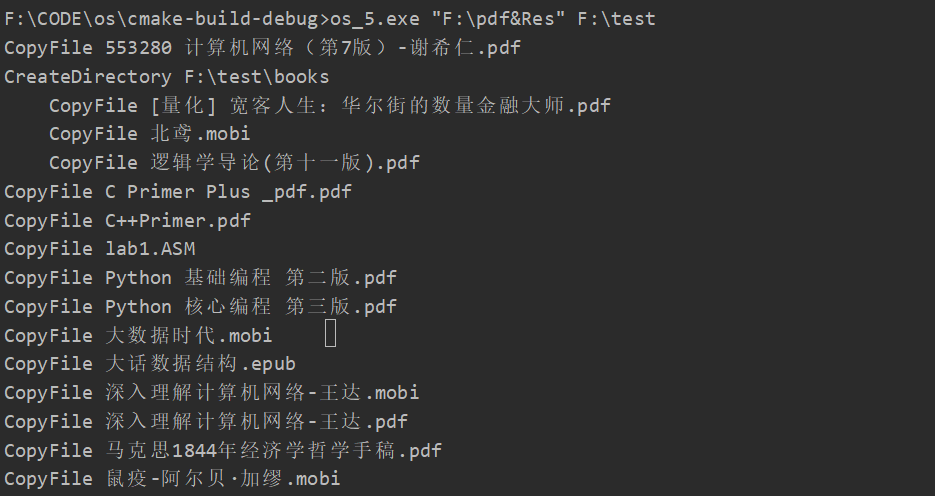 F:\CODE\os\cmake-build-debug>os_5.exe "F:\pdf&Res" F:\test
CopyFile 553280 计算机网络（第7版）-谢希仁.pdf
CreateDirectory F:\test\books
    CopyFile [量化] 宽客人生：华尔街的数量金融大师.pdf
    CopyFile 北鸢.mobi
    CopyFile 逻辑学导论(第十一版).pdf
CopyFile C Primer Plus _pdf.pdf
CopyFile C++Primer.pdf
CopyFile lab1.ASM
CopyFile Python 基础编程 第二版.pdf
CopyFile Python 核心编程 第三版.pdf
CopyFile 大数据时代.mobi
CopyFile 大话数据结构.epub
CopyFile 深入理解计算机网络-王达.mobi
CopyFile 深入理解计算机网络-王达.pdf
CopyFile 马克思1844年经济学哲学手稿.pdf
CopyFile 鼠疫-阿尔贝·加缪.mobi